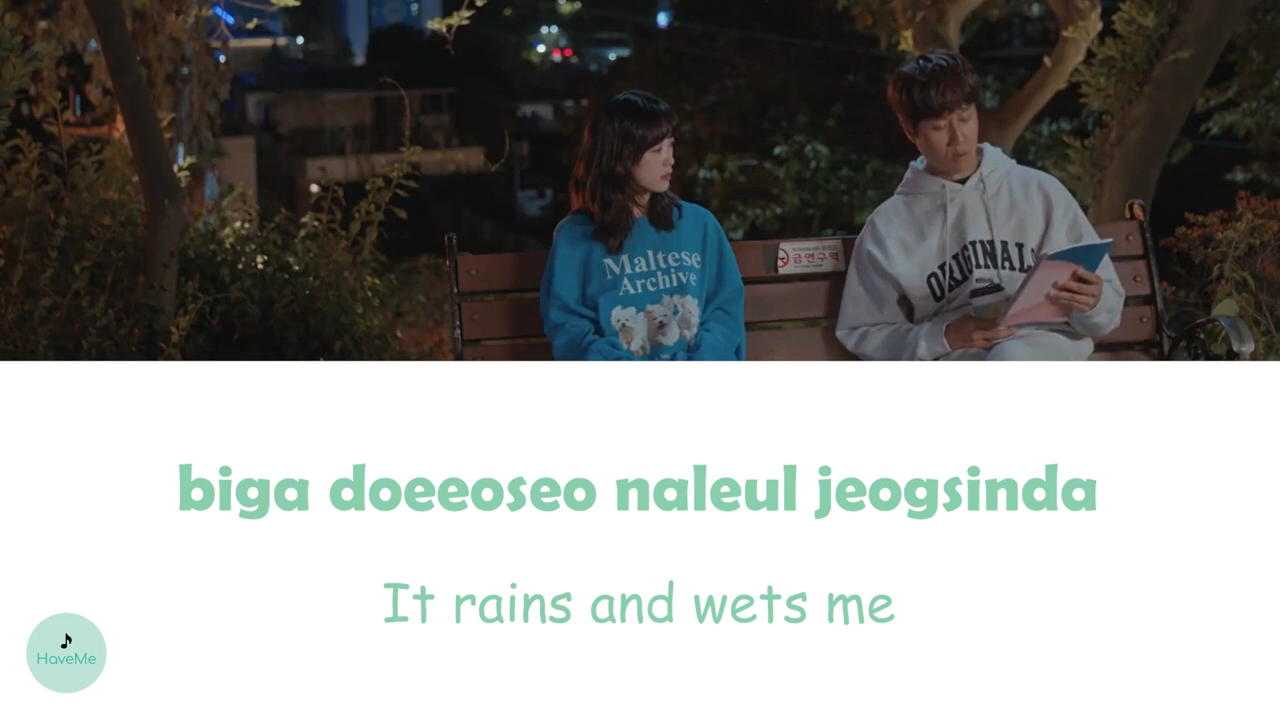 Maltese
Archive
ORIGINALS
금연구역
biga doeeoseo naleul jeogsinda
It rains and wets me
HaveMe